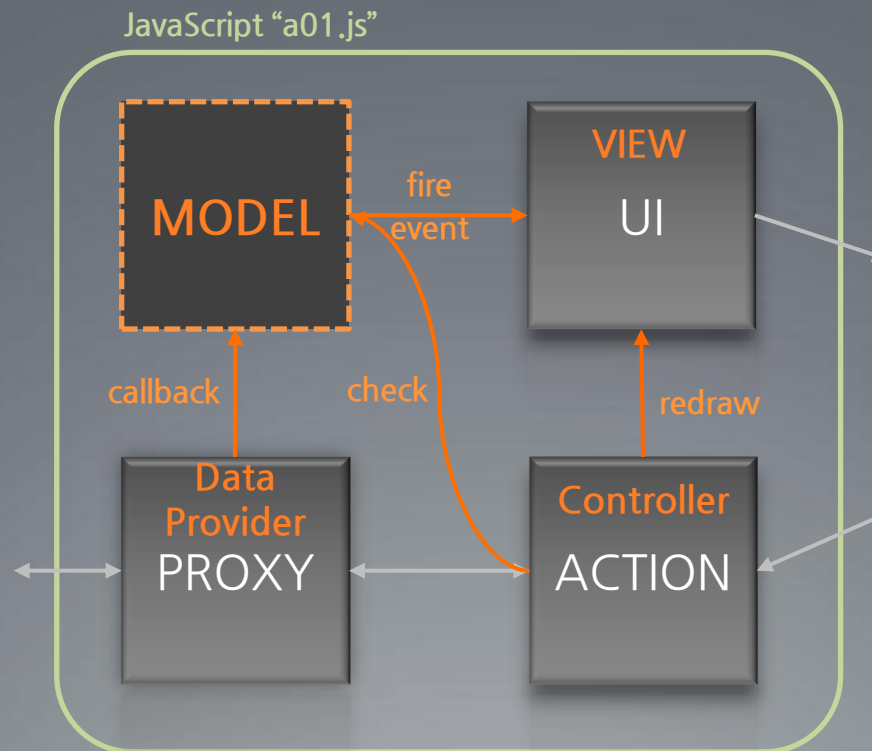 JavaScript “a01.js”
MODEL
fire
event
VIEW
UI
callback
check
redraw
Data
Provider
PROXY
Controller
ACTION